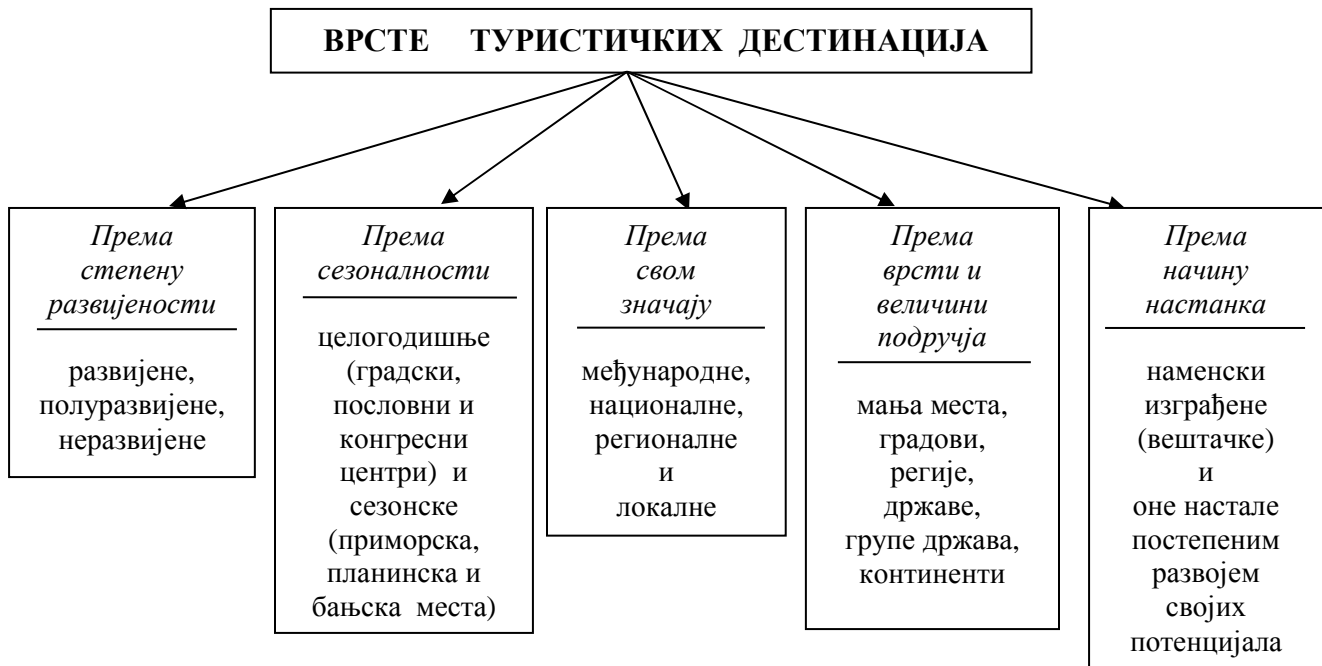 ВРСТЕ ТУРИСТИЧКИХ ДЕСТИНАЦИЈА
Према
степену
развијености
развијене,
полуразвијене,
неразвијене
Према
сезоналности
целогодишње
(градски,
пословни и
конгресни
центри) и
сезонске
(приморска,
планинска и
бањска места)
Према
свом
значају
међународне,
националне,
регионалне
и
локалне
Према
врсти и
величини
подручја
мања места,
градови,
регије,
државе,
групе држава,
континенти
Према
начину
настанка
наменски
изграђене
(вештачке)
и
оне настале
постепеним
развојем
својих
потенцијала